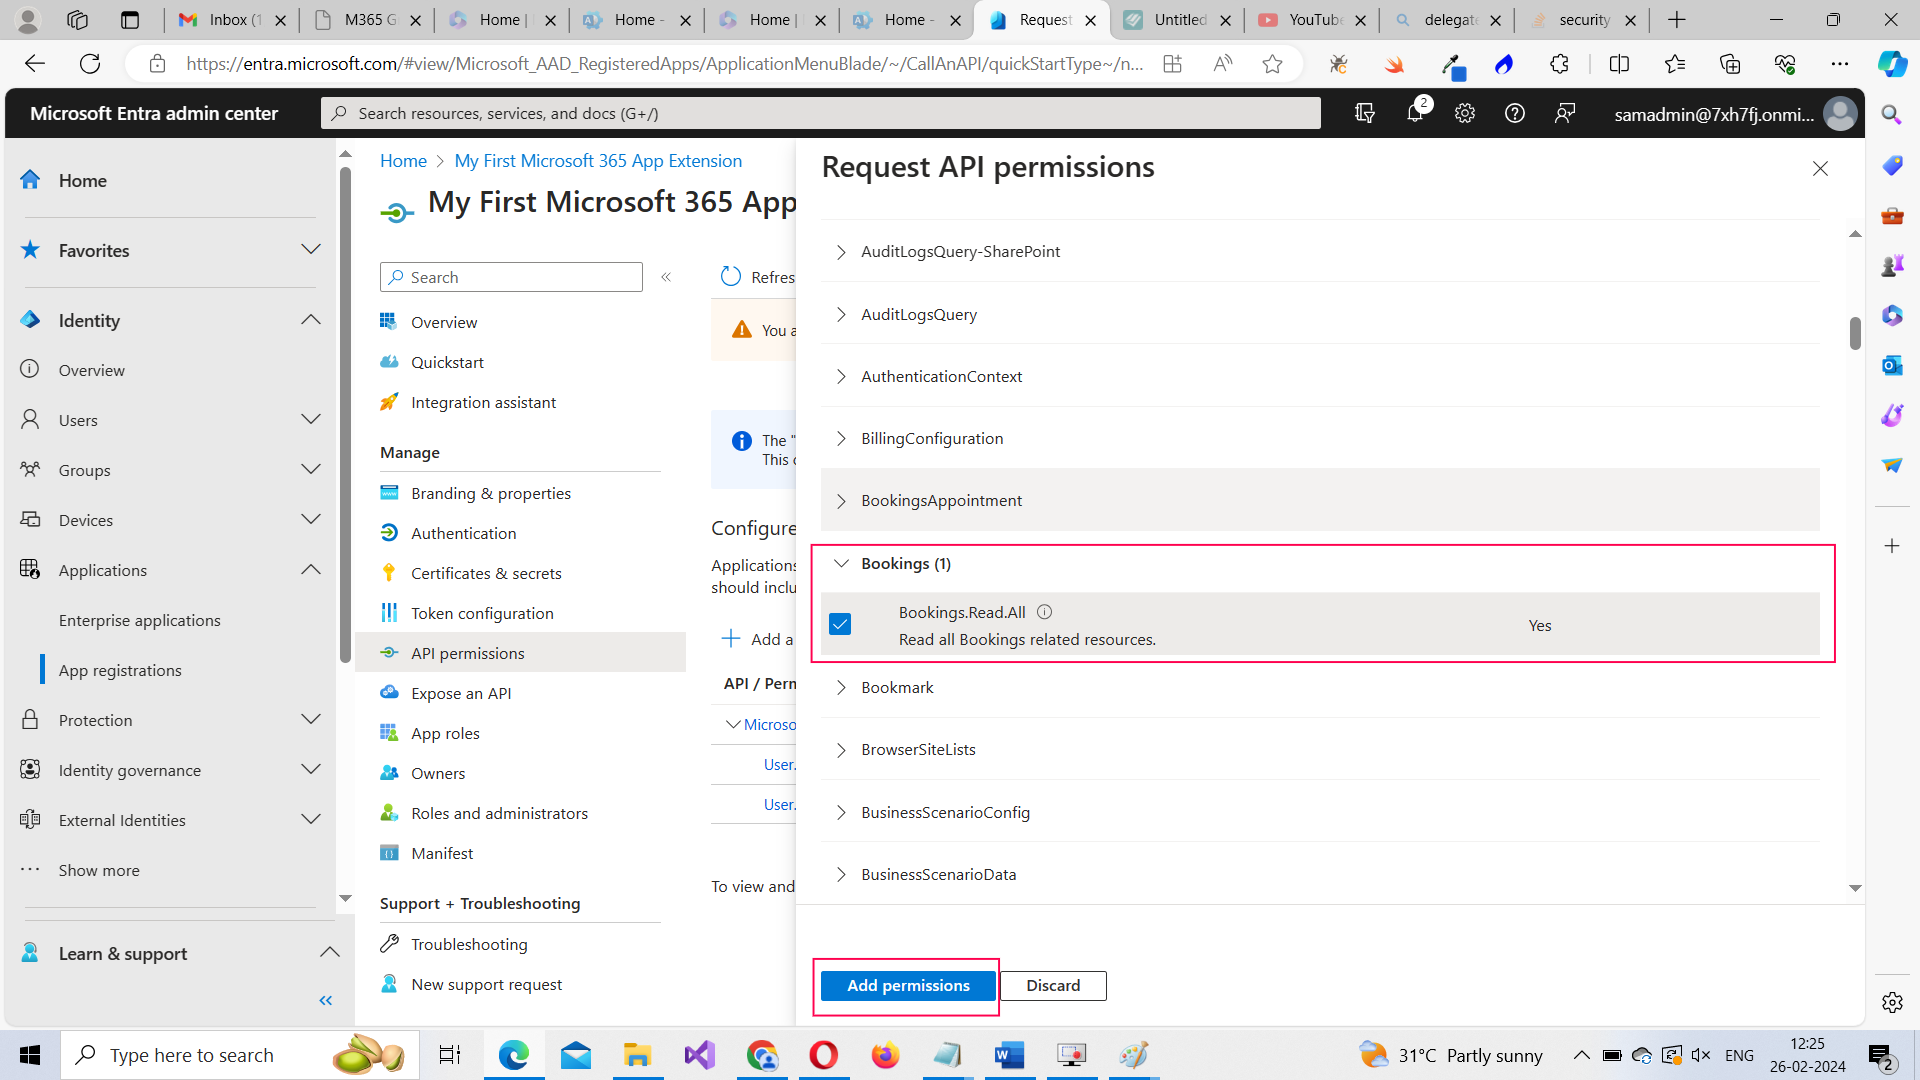 Inbox (1
M365 G
Home |
Home -
Home |
Home -
Request
Untitled
YouTube
delegate
security
https://entra.microsoft.com/#view/Microsoft_AAD_RegisteredApps/ApplicationMenuBlade/~/CallAnAPI/quickStartType~/n...
Microsoft Entra admin center
Search resources, services, and docs (G+/)
2
samadmin@7xh7fj.onmi...
Home
Favorites
Identity
Overview
Users
Groups
Devices
Applications
Enterprise applications
App registrations
Protection
Identity governance
External Identities
Show more
Learn & support
Home > My First Microsoft 365 App Extension
My First Microsoft 365 App
Search
Overview
Quickstart
Integration assistant
Manage
Branding & properties
Authentication
Certificates & secrets
Token configuration
API permissions
Expose an API
App roles
Owners
Roles and administrators
Manifest
Support + Troubleshooting
Troubleshooting
New support request
Refres
You a
The "
This c
Configure
Applications
should inclu
Add a
API / Perm
Microso
User.
User.
To view and
Request API permissions
AuditLogsQuery-SharePoint
AuditLogsQuery
AuthenticationContext
BillingConfiguration
BookingsAppointment
Bookings (1)
Bookings.Read.All
Read all Bookings related resources.
Yes
Bookmark
BrowserSiteLists
BusinessScenarioConfig
BusinessScenarioData
Add permissions
Discard
Type here to search
31°C Partly sunny
ENG
12:25
26-02-2024
2